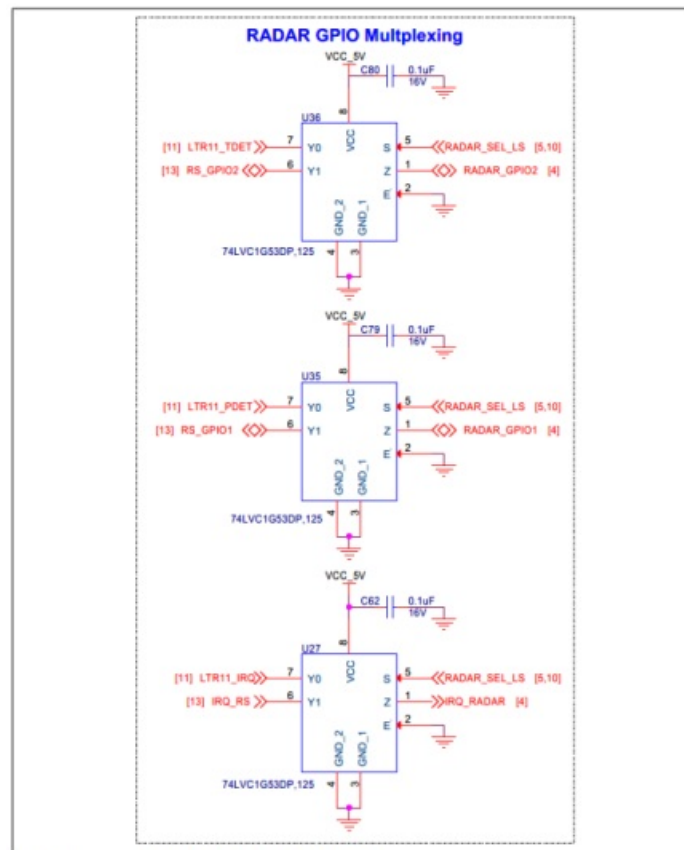 RADAR GPIO Multplexing
VCC_5V
C80 0.1uF
16V
8
U36
VCC
[11] LTR11_TDET 7 Y0 S 5 RADAR_SEL_LS [5,10]
[13] RS_GPIO2 6 Y1 Z 1 RADAR_GPIO2 [4]
E 2
GND_2 GND_1
74LVC1G53DP,125
4 3
VCC_5V
C79 0.1uF
16V
8
U35
VCC
[11] LTR11_PDET 7 Y0 S 5 RADAR_SEL_LS [5,10]
[13] RS_GPIO1 6 Y1 Z 1 RADAR_GPIO1 [4]
E 2
GND_2 GND_1
74LVC1G53DP,125
4 3
VCC_5V
C62 0.1uF
16V
8
U27
VCC
[11] LTR11_IRQ 7 Y0 S 5 RADAR_SEL_LS [5,10]
[13] IRQ_RS 6 Y1 Z 1 IRQ_RADAR [4]
E 2
GND_2 GND_1
74LVC1G53DP,125
4 3